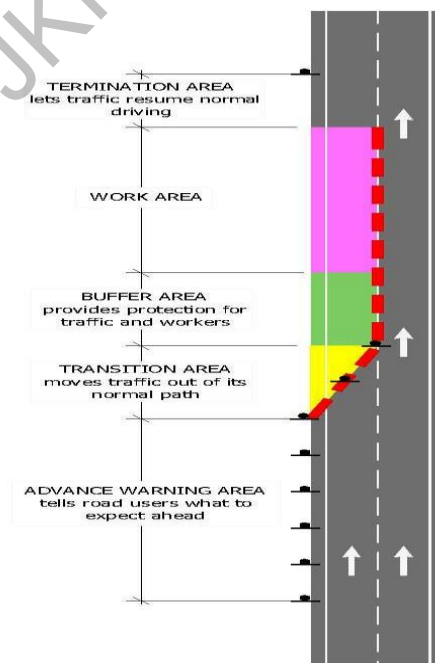 JKR
TERMINATION AREA
lets traffic resume normal
driving
WORK AREA
BUFFER AREA
provides protection for
traffic and workers
TRANSITION AREA
moves traffic out of its
normal path
ADVANCE WARNING AREA
tells road users what to
expect ahead